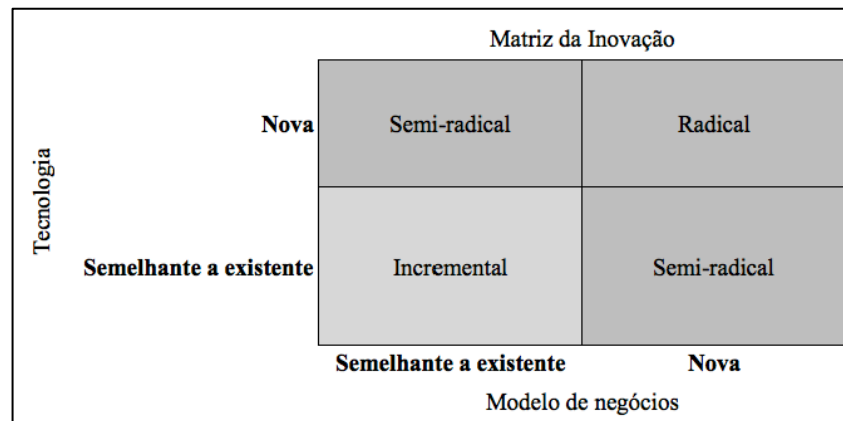 Matriz da Inovação
Tecnologia
Nova
Semi-radical
Radical
Semelhante a existente
Incremental
Semi-radical
Semelhante a existente
Nova
Modelo de negócios